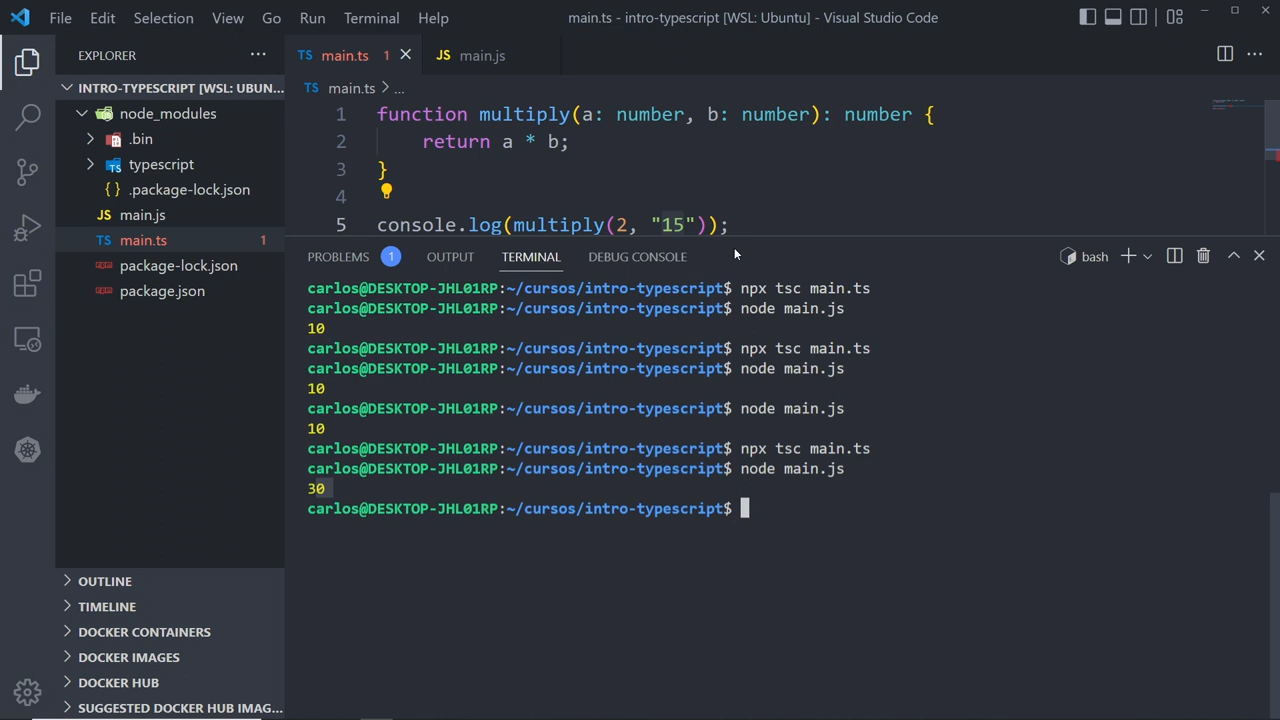 File Edit Selection View Go Run Terminal Help main.ts - intro-typescript [WSL: Ubuntu] - Visual Studio Code
EXPLORER ...
INTRO-TYPESCRIPT [WSL: UBUN...
node_modules
.bin
TS typescript
{ } .package-lock.json
JS main.js
TS main.ts 1
package-lock.json
package.json
OUTLINE
TIMELINE
DOCKER CONTAINERS
DOCKER IMAGES
DOCKER HUB
SUGGESTED DOCKER HUB IMAG...
TS main.ts 1 JS main.js
TS main.ts > ...
1 function multiply(a: number, b: number): number {
2 return a * b;
3 }
4
5 console.log(multiply(2, "15"));
PROBLEMS 1 OUTPUT TERMINAL DEBUG CONSOLE bash
carlos@DESKTOP-JHL01RP:~/cursos/intro-typescript$ npx tsc main.ts
carlos@DESKTOP-JHL01RP:~/cursos/intro-typescript$ node main.js
10
carlos@DESKTOP-JHL01RP:~/cursos/intro-typescript$ npx tsc main.ts
carlos@DESKTOP-JHL01RP:~/cursos/intro-typescript$ node main.js
10
carlos@DESKTOP-JHL01RP:~/cursos/intro-typescript$ node main.js
10
carlos@DESKTOP-JHL01RP:~/cursos/intro-typescript$ npx tsc main.ts
carlos@DESKTOP-JHL01RP:~/cursos/intro-typescript$ node main.js
30
carlos@DESKTOP-JHL01RP:~/cursos/intro-typescript$